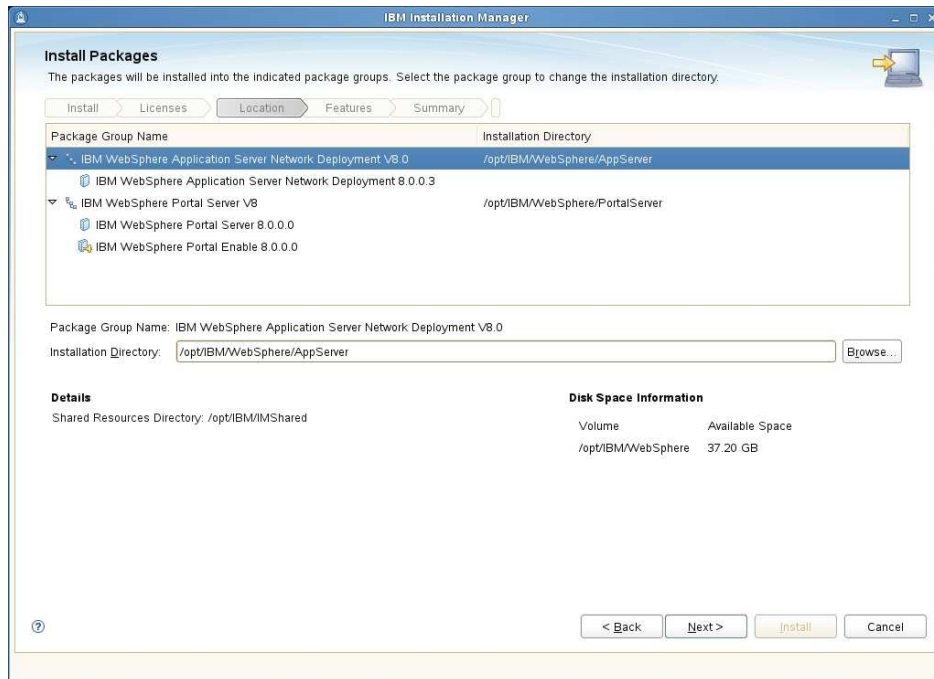 IBM Installation Manager
Install Packages
The packages will be installed into the indicated package groups. Select the package group to change the installation directory.
Install Licenses Location Features Summary
Package Group Name Installation Directory
IBM WebSphere Application Server Network Deployment V8.0 /opt/IBM/WebSphere/AppServer
IBM WebSphere Application Server Network Deployment 8.0.0.3
IBM WebSphere Portal Server V8 /opt/IBM/WebSphere/PortalServer
IBM WebSphere Portal Server 8.0.0.0
IBM WebSphere Portal Enable 8.0.0.0
Package Group Name: IBM WebSphere Application Server Network Deployment V8.0
Installation Directory: /opt/IBM/WebSphere/AppServer Browse...
Details Disk Space Information
Shared Resources Directory: /opt/IBM/IMShared
Volume Available Space
/opt/IBM/WebSphere 37.20 GB
? < Back Next > Install Cancel